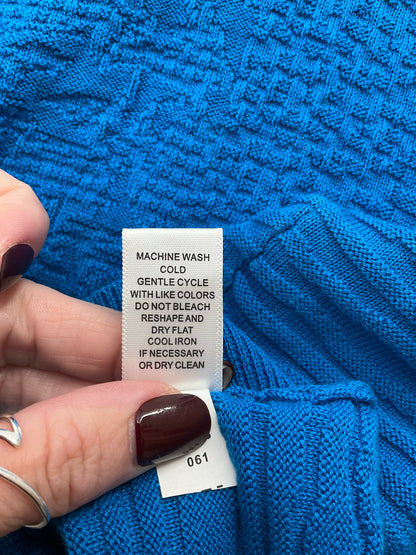 MACHINE WASH
COLD
GENTLE CYCLE
WITH LIKE COLORS
DO NOT BLEACH
RESHAPE AND
DRY FLAT
COOL IRON
IF NECESSARY
OR DRY CLEAN
061